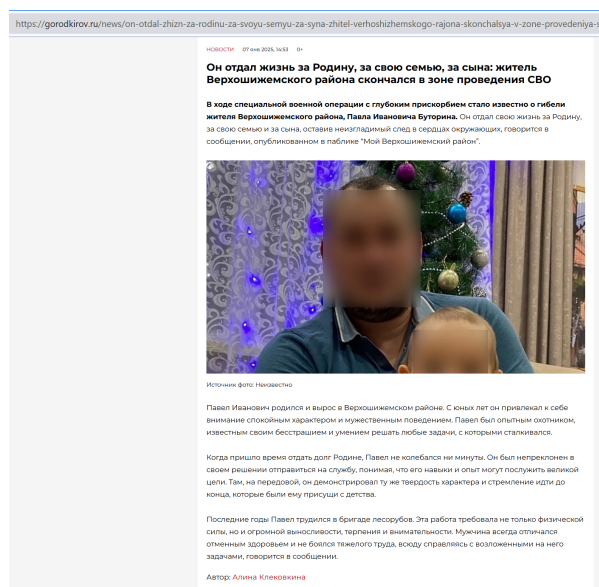 https://gorodkirov.ru/news/on-otdal-zhizn-za-rodinu-za-svoyu-semyu-za-syna-zhitel-verhoshizhemskogo-rajona-skonchalsya-v-zone-provedeniya-s
НОВОСТИ 07 янв 2025, 14:53 0+
Он отдал жизнь за Родину, за свою семью, за сына: житель
Верхошижемского района скончался в зоне проведения СВО
В ходе специальной военной операции с глубоким прискорбием стало известно о гибели
жителя Верхошижемского района, Павла Ивановича Буторина. Он отдал свою жизнь за Родину,
за свою семью и за сына, оставив неизгладимый след в сердцах окружающих, говорится в
сообщении, опубликованном в паблике "Мой Верхошижемский район".
Источник фото: Неизвестно
Павел Иванович родился и вырос в Верхошижемском районе. С юных лет он привлекал к себе
внимание спокойным характером и мужественным поведением. Павел был опытным охотником,
известным своим бесстрашием и умением решать любые задачи, с которыми сталкивался.
Когда пришло время отдать долг Родине, Павел не колебался ни минуты. Он был непреклонен в
своем решении отправиться на службу, понимая, что его навыки и опыт могут послужить великой
цели. Там, на передовой, он демонстрировал ту же твердость характера и стремление идти до
конца, которые были ему присущи с детства.
Последние годы Павел трудился в бригаде лесорубов. Эта работа требовала не только физической
силы, но и огромной выносливости, терпения и внимательности. Мужчина всегда отличался
отменным здоровьем и не боялся тяжелого труда, всюду справляясь с возложенными на него
задачами, говорится в сообщении.
Автор: Алина Клековкина